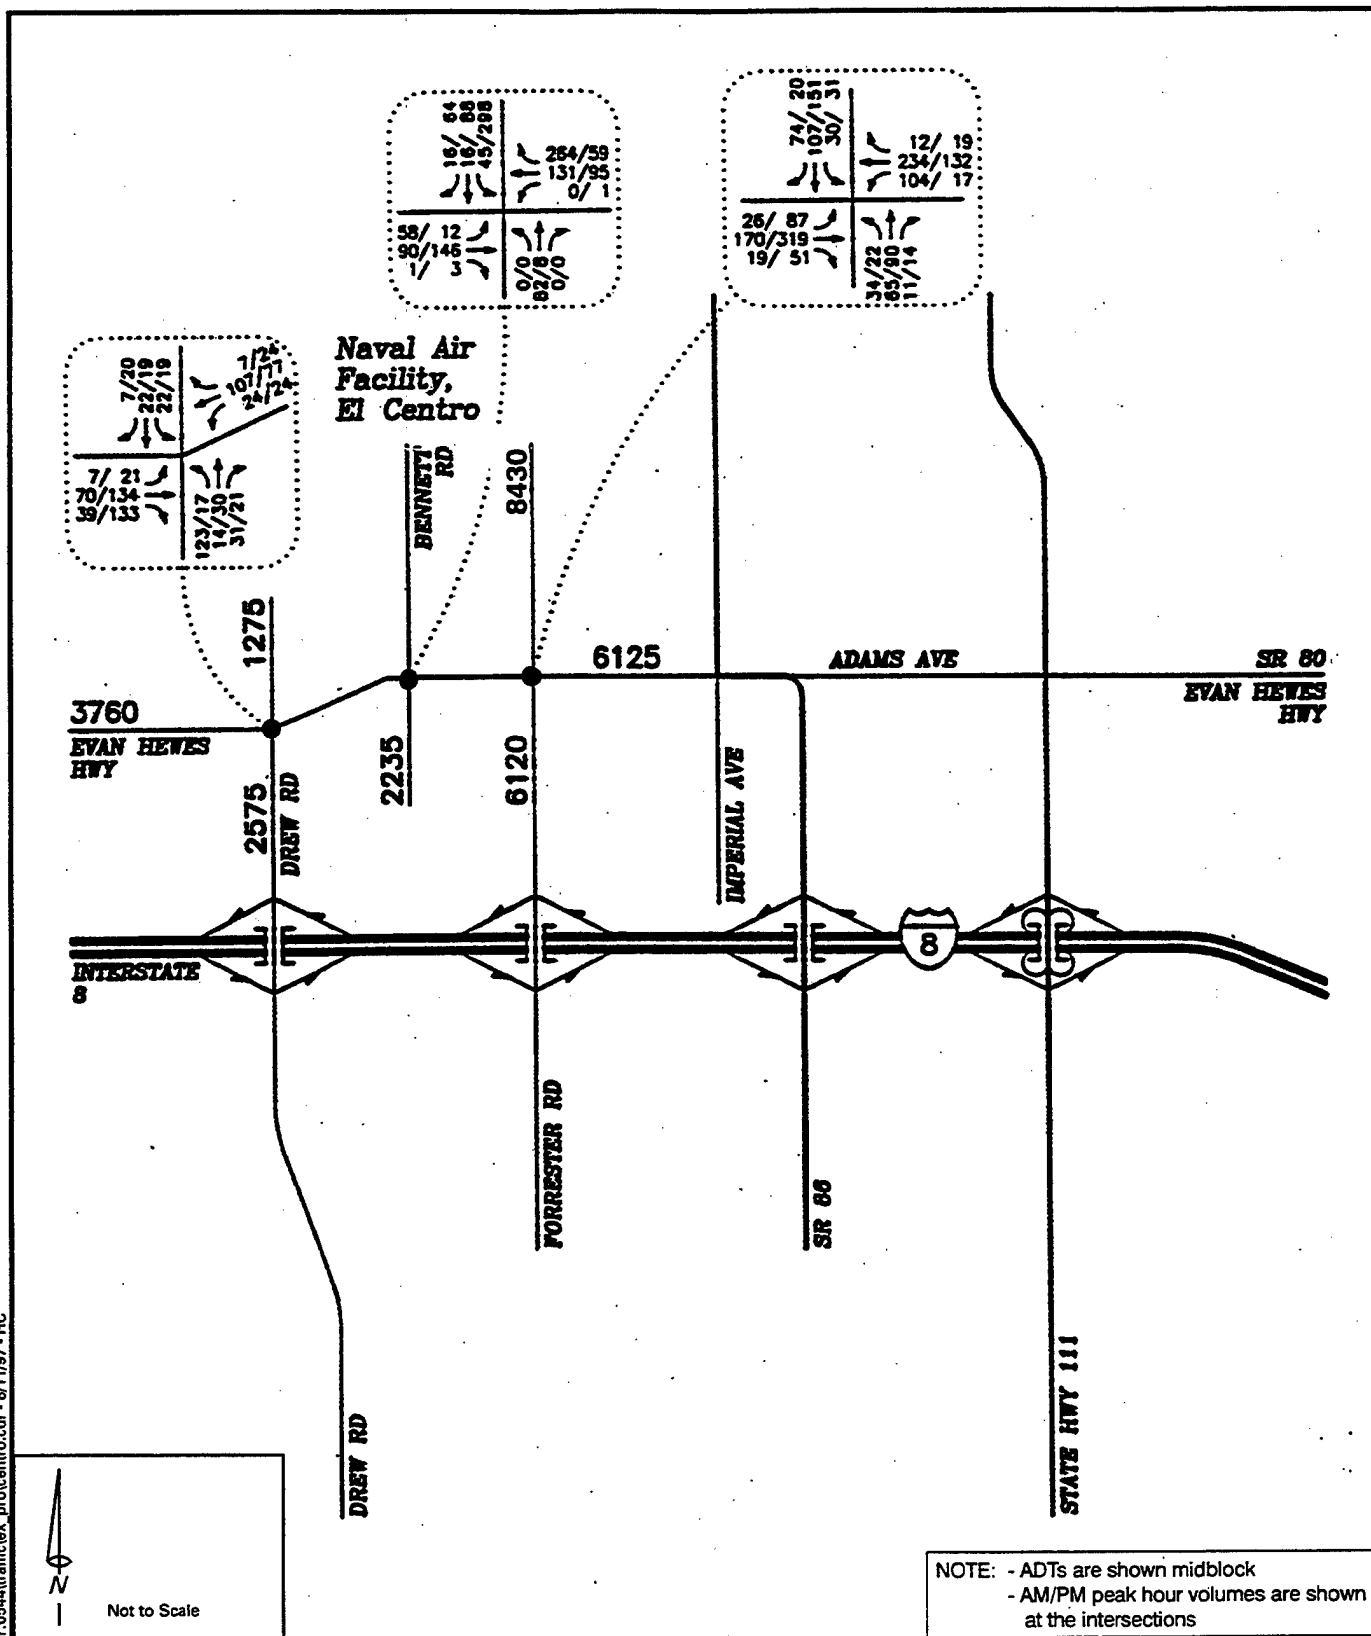 16/ 64
16/ 88
45/298
264/59
131/95
0/ 1
58/ 12
90/146
1/ 3
0/0
82/8
0/0
74/ 20
107/151
30/ 31
12/ 19
234/132
104/ 17
26/ 87
170/319
19/ 51
34/22
65/90
11/14
7/20
22/19
22/19
7/24
107/77
24/24
7/ 21
70/134
39/133
123/17
14/30
31/21
Naval Air
Facility,
El Centro
BENNETT
RD
8430
1275
6125
ADAMS AVE
SR 80
EVAN HEWES
HWY
3760
EVAN HEWES
HWY
2575
DREW RD
2235
6120
IMPERIAL AVE
INTERSTATE
8
8
FORRESTER RD
SR 86
DREW RD
STATE HWY 111
N
Not to Scale
NOTE: - ADTs are shown midblock
- AM/PM peak hour volumes are shown
at the intersections